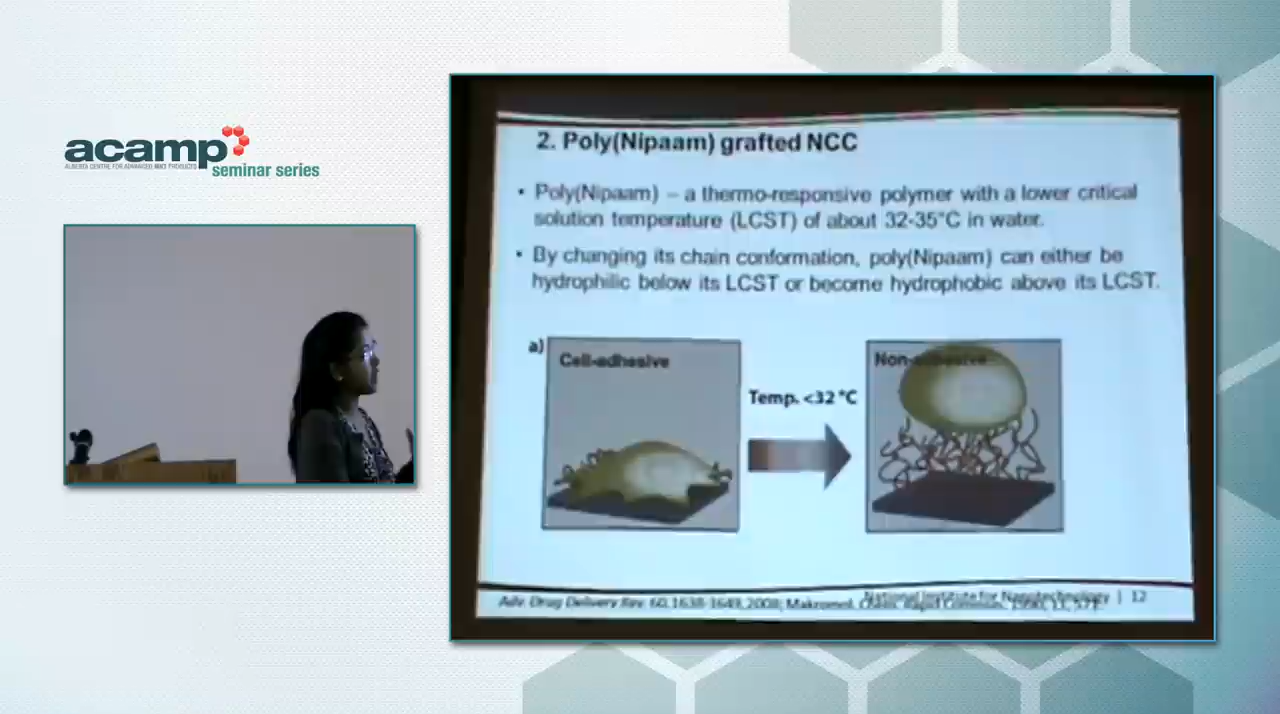 acamp
ALBERTA CENTRE FOR ADVANCED MNT PRODUCTS
seminar series
2. Poly(Nipaam) grafted NCC
• Poly(Nipaam) – a thermo-responsive polymer with a lower critical
solution temperature (LCST) of about 32-35°C in water.
• By changing its chain conformation, poly(Nipaam) can either be
hydrophilic below its LCST or become hydrophobic above its LCST.
a)
Cell-adhesive
Temp. <32 °C
Non-adhesive
National Institute for Nanotechnology | 12
Adv. Drug Delivery Rev. 60,1638-1649, 2008; Makromol. Chem. Rapid Commun.